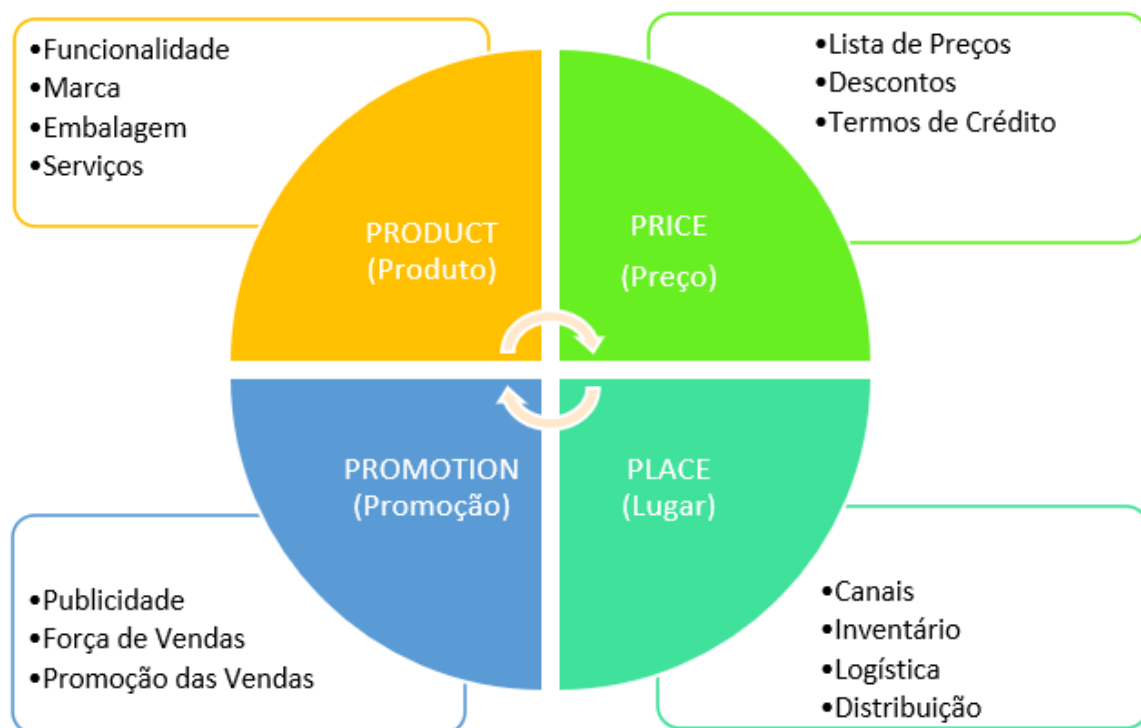 •Funcionalidade
•Marca
•Embalagem
•Serviços
•Lista de Preços
•Descontos
•Termos de Crédito
PRODUCT
(Produto)
PRICE
(Preço)
PROMOTION
(Promoção)
PLACE
(Lugar)
•Publicidade
•Força de Vendas
•Promoção das Vendas
•Canais
•Inventário
•Logística
•Distribuição